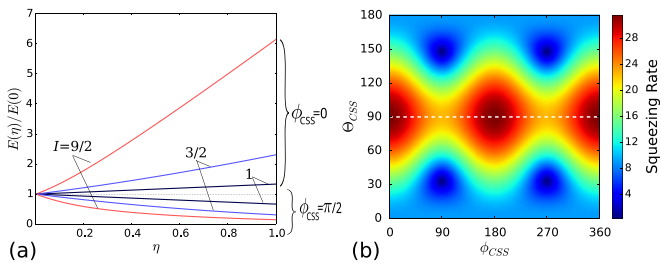 7
6
5
4
3
2
1
0
E(η)/E(0)
I=9/2
3/2
1
ϕCSS=0
ϕCSS=π/2
0.2 0.4 0.6 0.8 1.0
η
(a)
180
150
120
90
60
30
0
ΘCSS
0 90 180 270 360
ϕCSS
(b)
28
24
20
16
12
8
4
Squeezing Rate